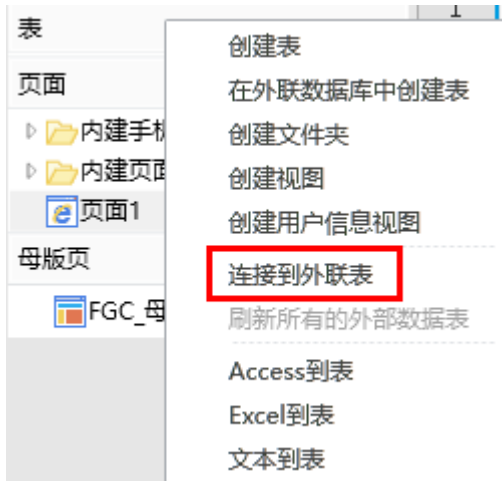 表
页面
内建手机
内建页面
页面1
母版页
FGC_母
1
创建表
在外联数据库中创建表
创建文件夹
创建视图
创建用户信息视图
连接到外联表
刷新所有的外部数据表
Access到表
Excel到表
文本到表